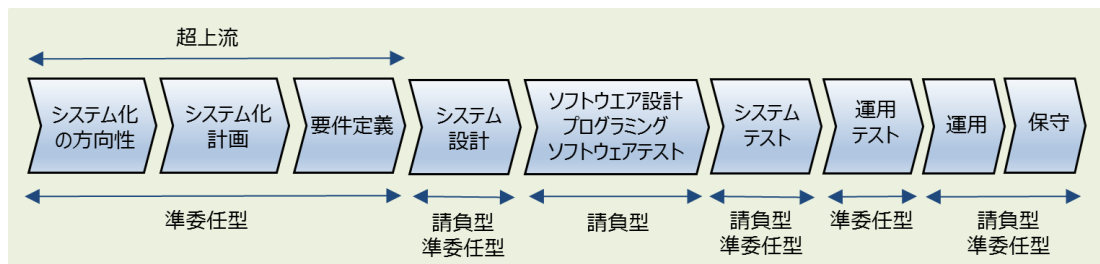 超上流
システム化
の方向性
システム化
計画
要件定義
システム
設計
ソフトウエア設計
プログラミング
ソフトウェアテスト
システム
テスト
運用
テスト
運用
保守
準委任型
請負型
準委任型
請負型
請負型
準委任型
準委任型
請負型
準委任型